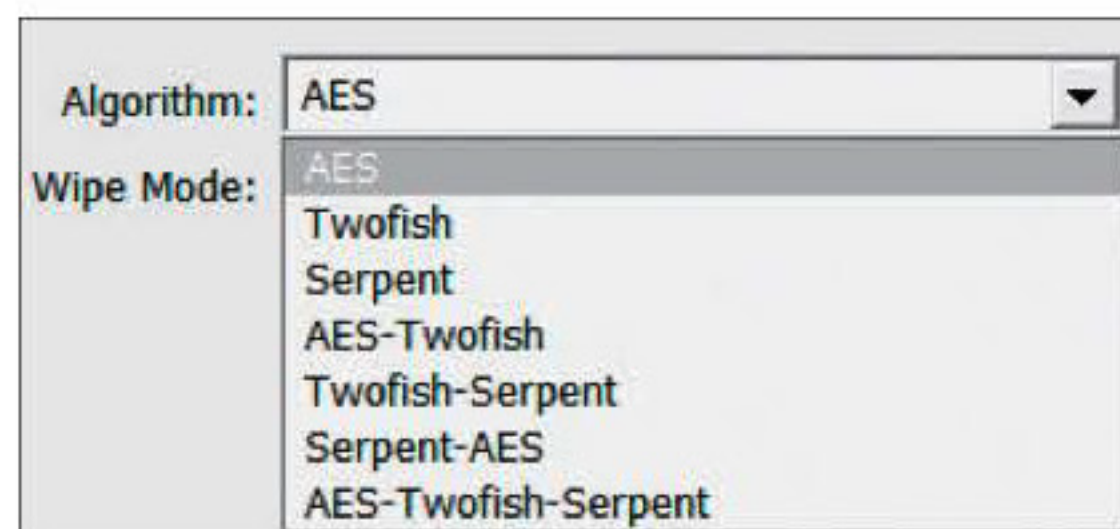 Algorithm: AES
Wipe Mode: AES
Twofish
Serpent
AES-Twofish
Twofish-Serpent
Serpent-AES
AES-Twofish-Serpent